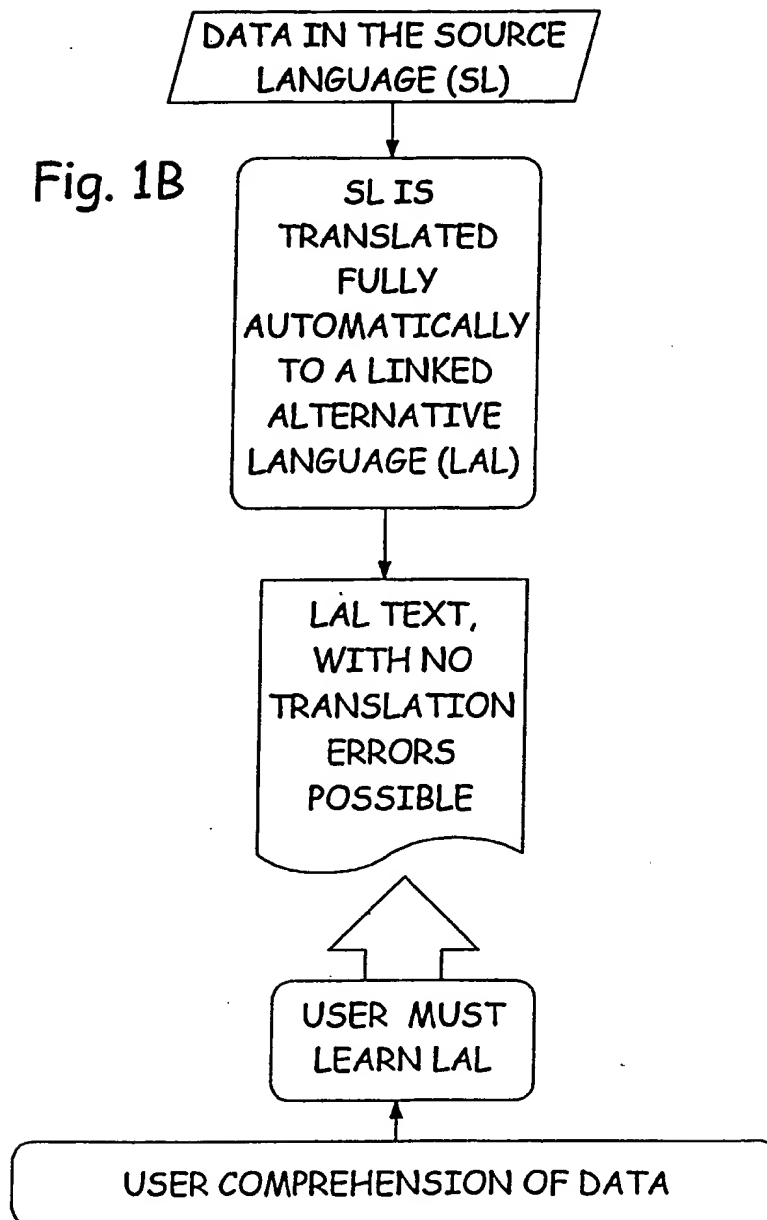 DATA IN THE SOURCE
LANGUAGE (SL)
Fig. 1B
SL IS
TRANSLATED
FULLY
AUTOMATICALLY
TO A LINKED
ALTERNATIVE
LANGUAGE (LAL)
LAL TEXT,
WITH NO
TRANSLATION
ERRORS
POSSIBLE
USER MUST
LEARN LAL
USER COMPREHENSION OF DATA